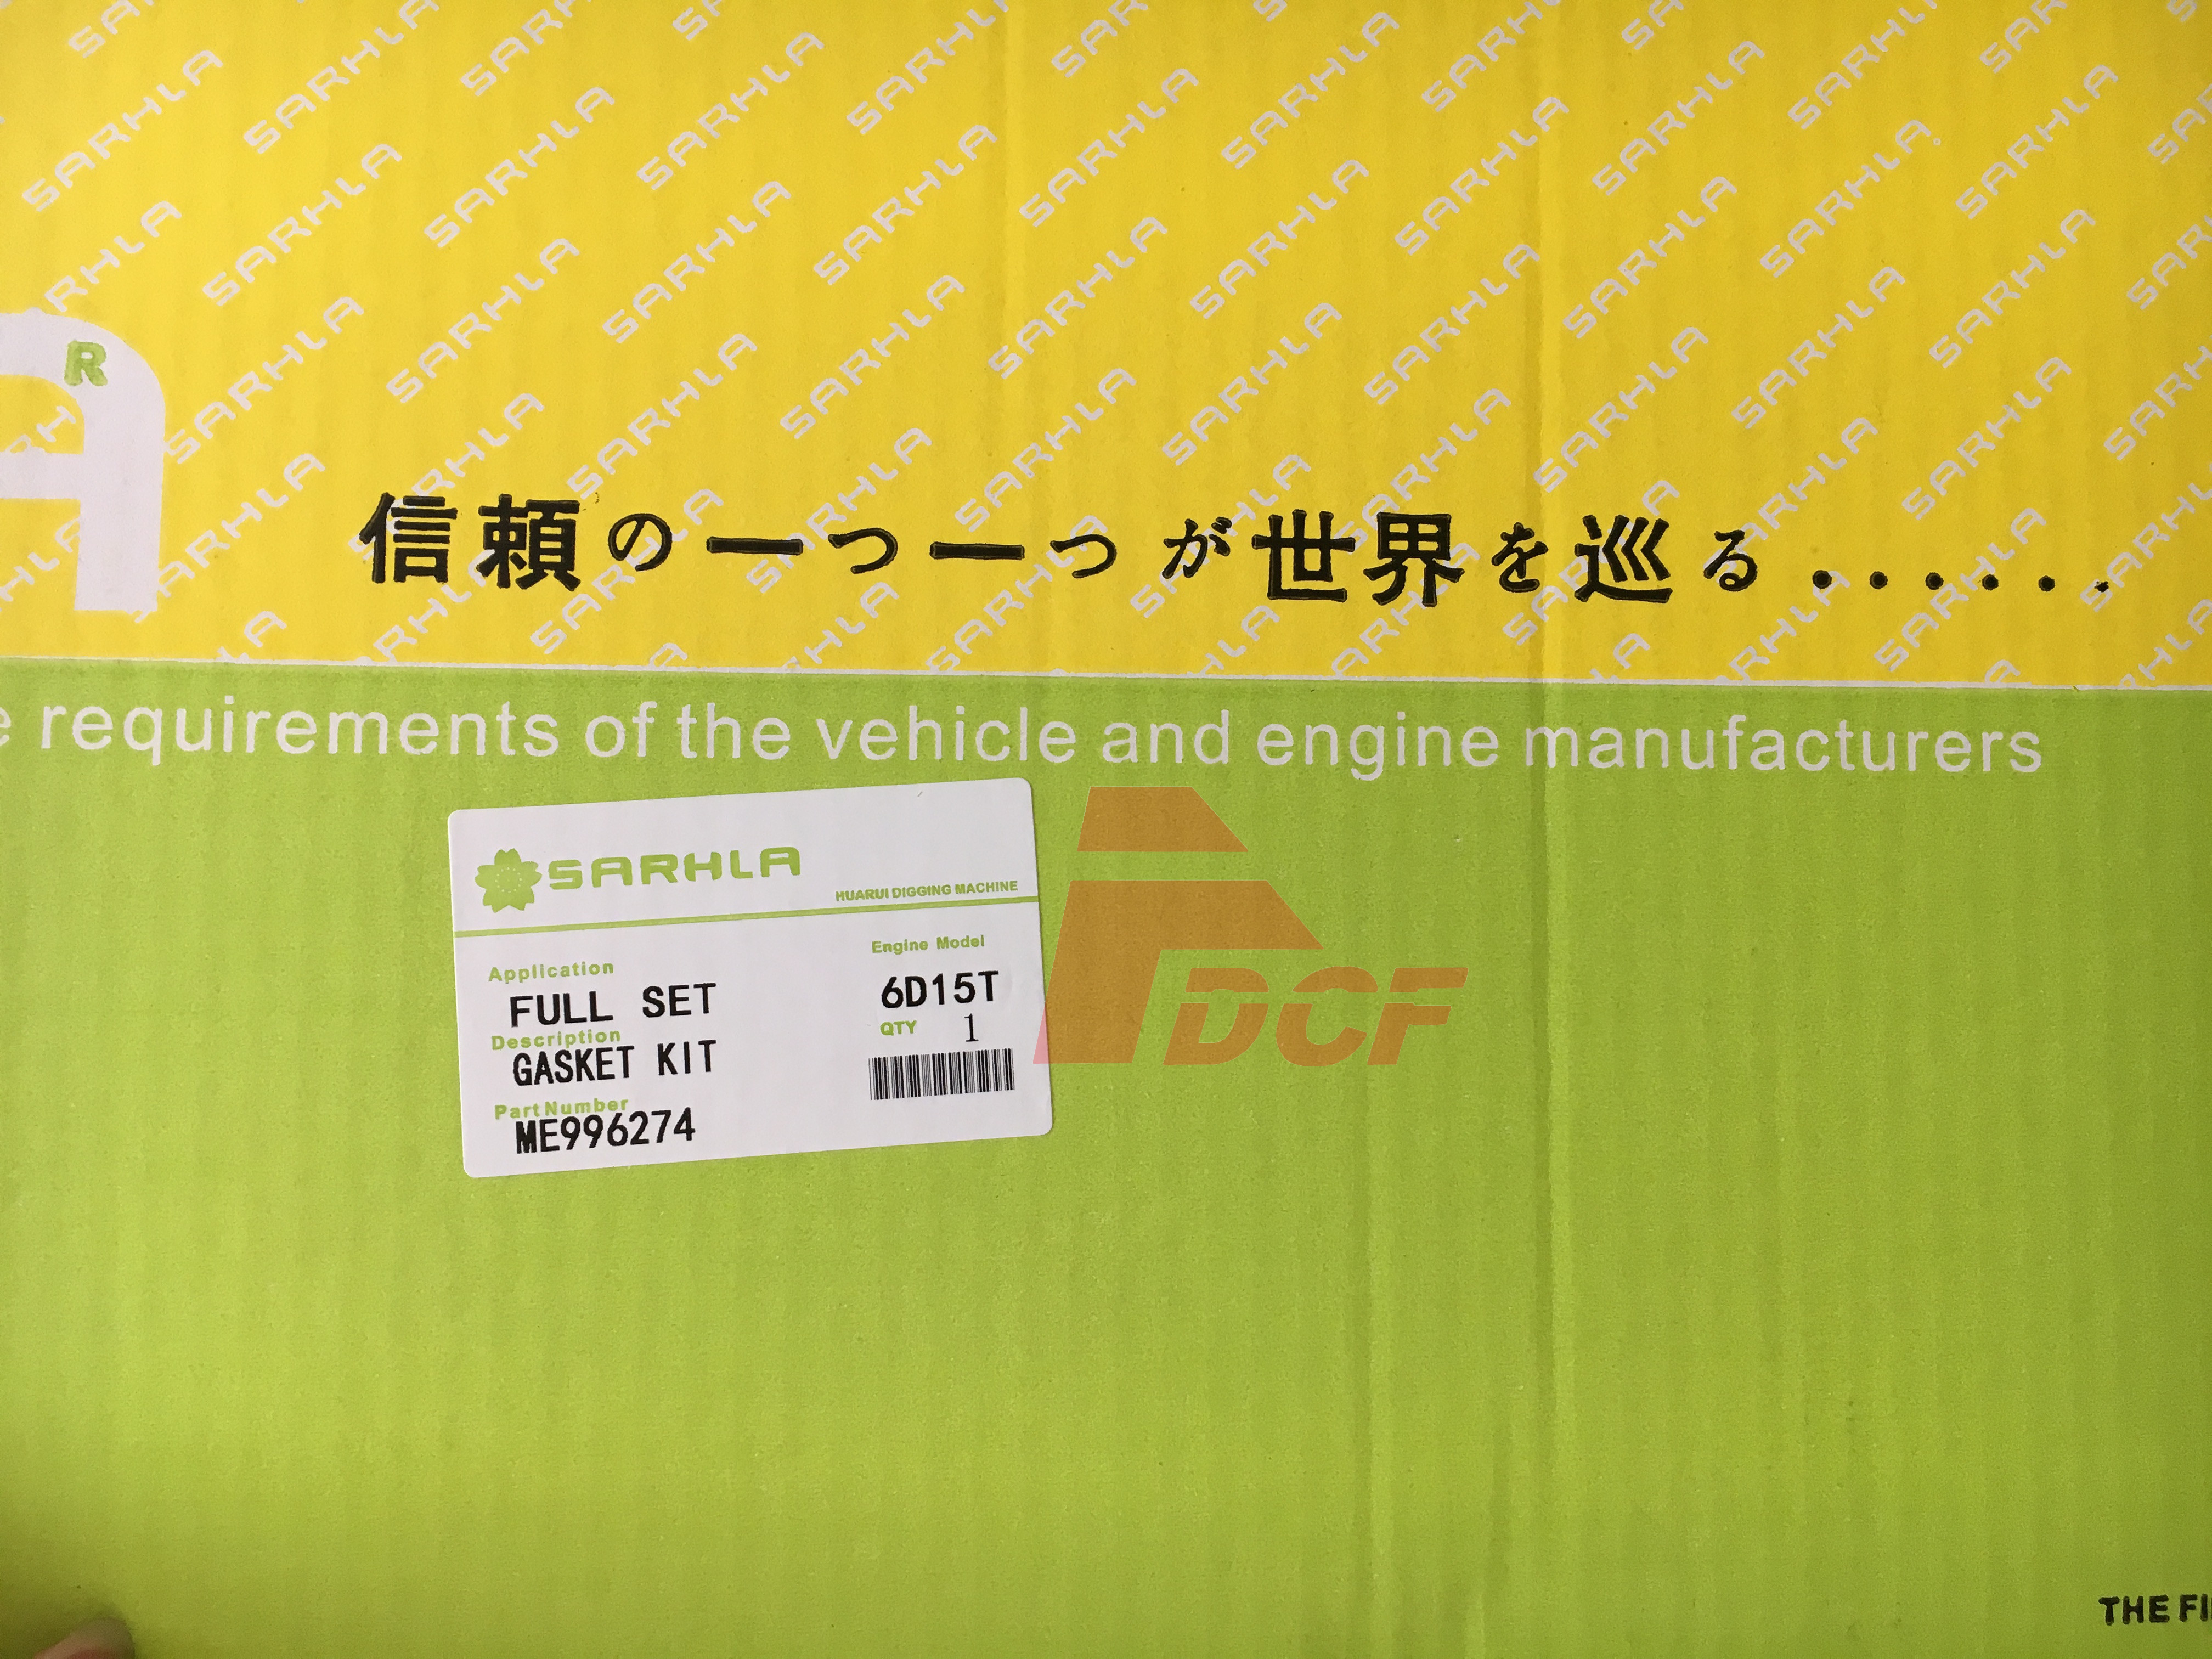 R
信頼の一つ一つが世界を巡る.......
requirements of the vehicle and engine manufacturers
SARHLA
HUARUI DIGGING MACHINE
Application
FULL SET
Engine Model
6D15T
Description
GASKET KIT
QTY 1
Part Number
ME996274
DCF
THE